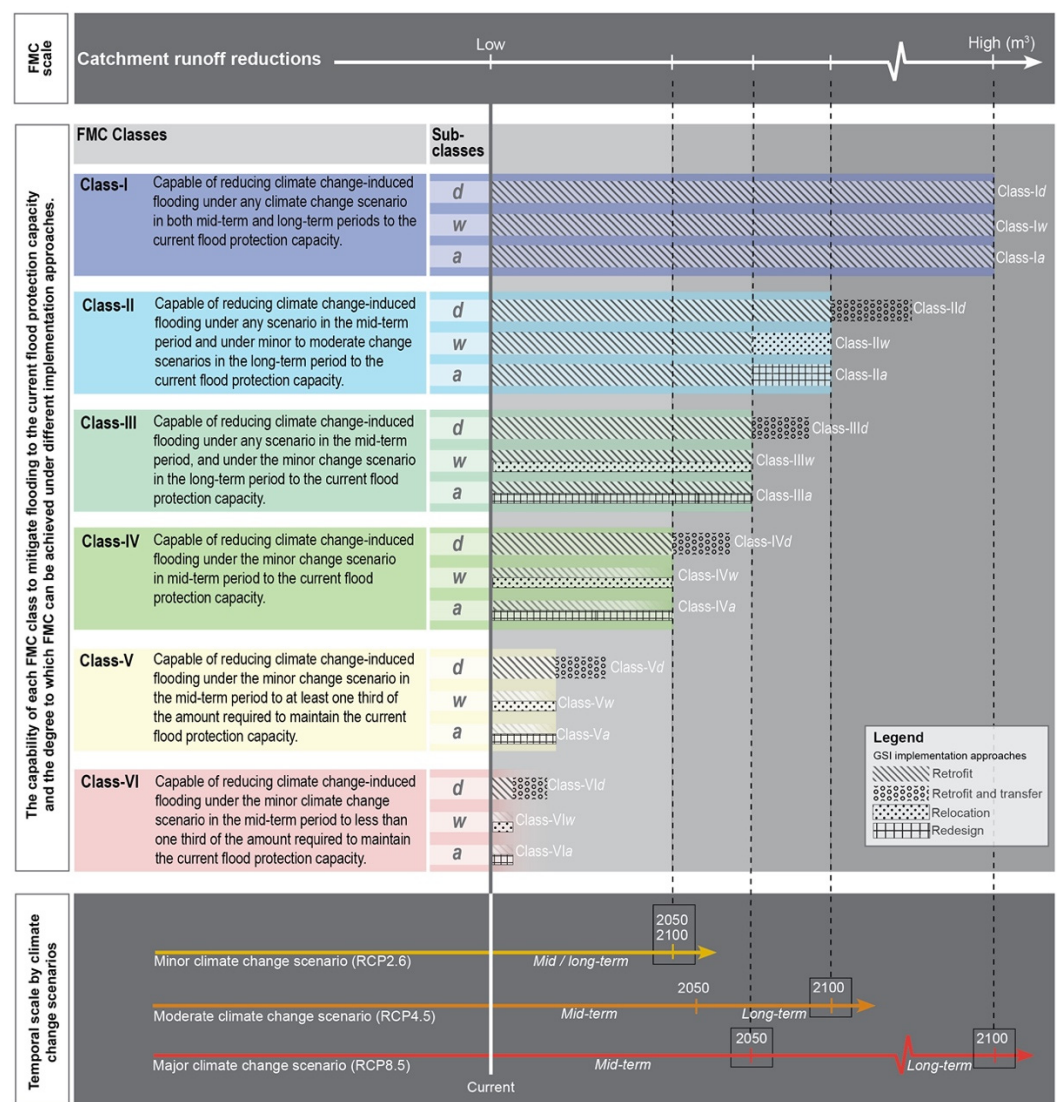 FMC scale
Low
High (m³)
Catchment runoff reductions
The capability of each FMC class to mitigate flooding to the current flood protection capacity
and the degree to which FMC can be achieved under different implementation approaches.
FMC Classes
Sub-
classes
Class-I
Capable of reducing climate change-induced
flooding under any climate change scenario
in both mid-term and long-term periods to the
current flood protection capacity.
d
Class-Id
w
Class-Iw
a
Class-Ia
Class-II
Capable of reducing climate change-induced
flooding under any scenario in the mid-term
period and under minor to moderate change
scenarios in the long-term period to the
current flood protection capacity.
d
Class-IId
w
Class-IIw
a
Class-IIa
Class-III
Capable of reducing climate change-induced
flooding under any scenario in the mid-term
period, and under the minor change scenario
in the long-term period to the current flood
protection capacity.
d
Class-IIId
w
Class-IIIw
a
Class-IIIa
Class-IV
Capable of reducing climate change-induced
flooding under the minor change scenario
in mid-term period to the current flood
protection capacity.
d
Class-IVd
w
Class-IVw
a
Class-IVa
Class-V
Capable of reducing climate change-induced
flooding under the minor change scenario in
the mid-term period to at least one third of
the amount required to maintain the current
flood protection capacity.
d
Class-Vd
w
Class-Vw
a
Class-Va
Class-VI
Capable of reducing climate change-induced
flooding under the minor climate change
scenario in the mid-term period to less than
one third of the amount required to maintain
the current flood protection capacity.
d
Class-VId
w
Class-VIw
a
Class-VIa
Legend
GSI implementation approaches
Retrofit
Retrofit and transfer
Relocation
Redesign
Temporal scale by climate
change scenarios
2050
2100
Minor climate change scenario (RCP2.6)
Mid / long-term
2050
2100
Moderate climate change scenario (RCP4.5)
Mid-term
Long-term
2050
2100
Major climate change scenario (RCP8.5)
Mid-term
Long-term
Current